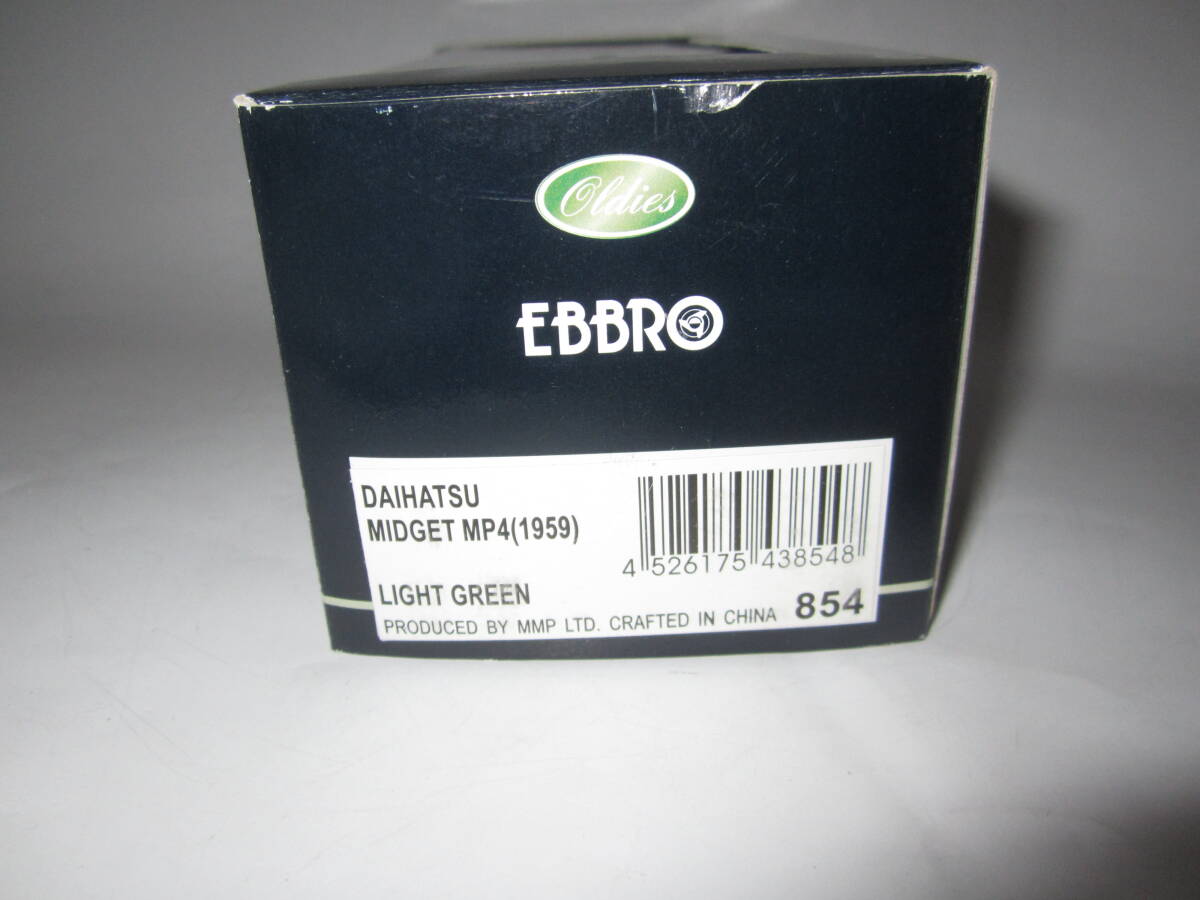 Oldies
EBBRO
DAIHATSU
MIDGET MP4(1959)
4 526175 438548
LIGHT GREEN
PRODUCED BY MMP LTD. CRAFTED IN CHINA 854